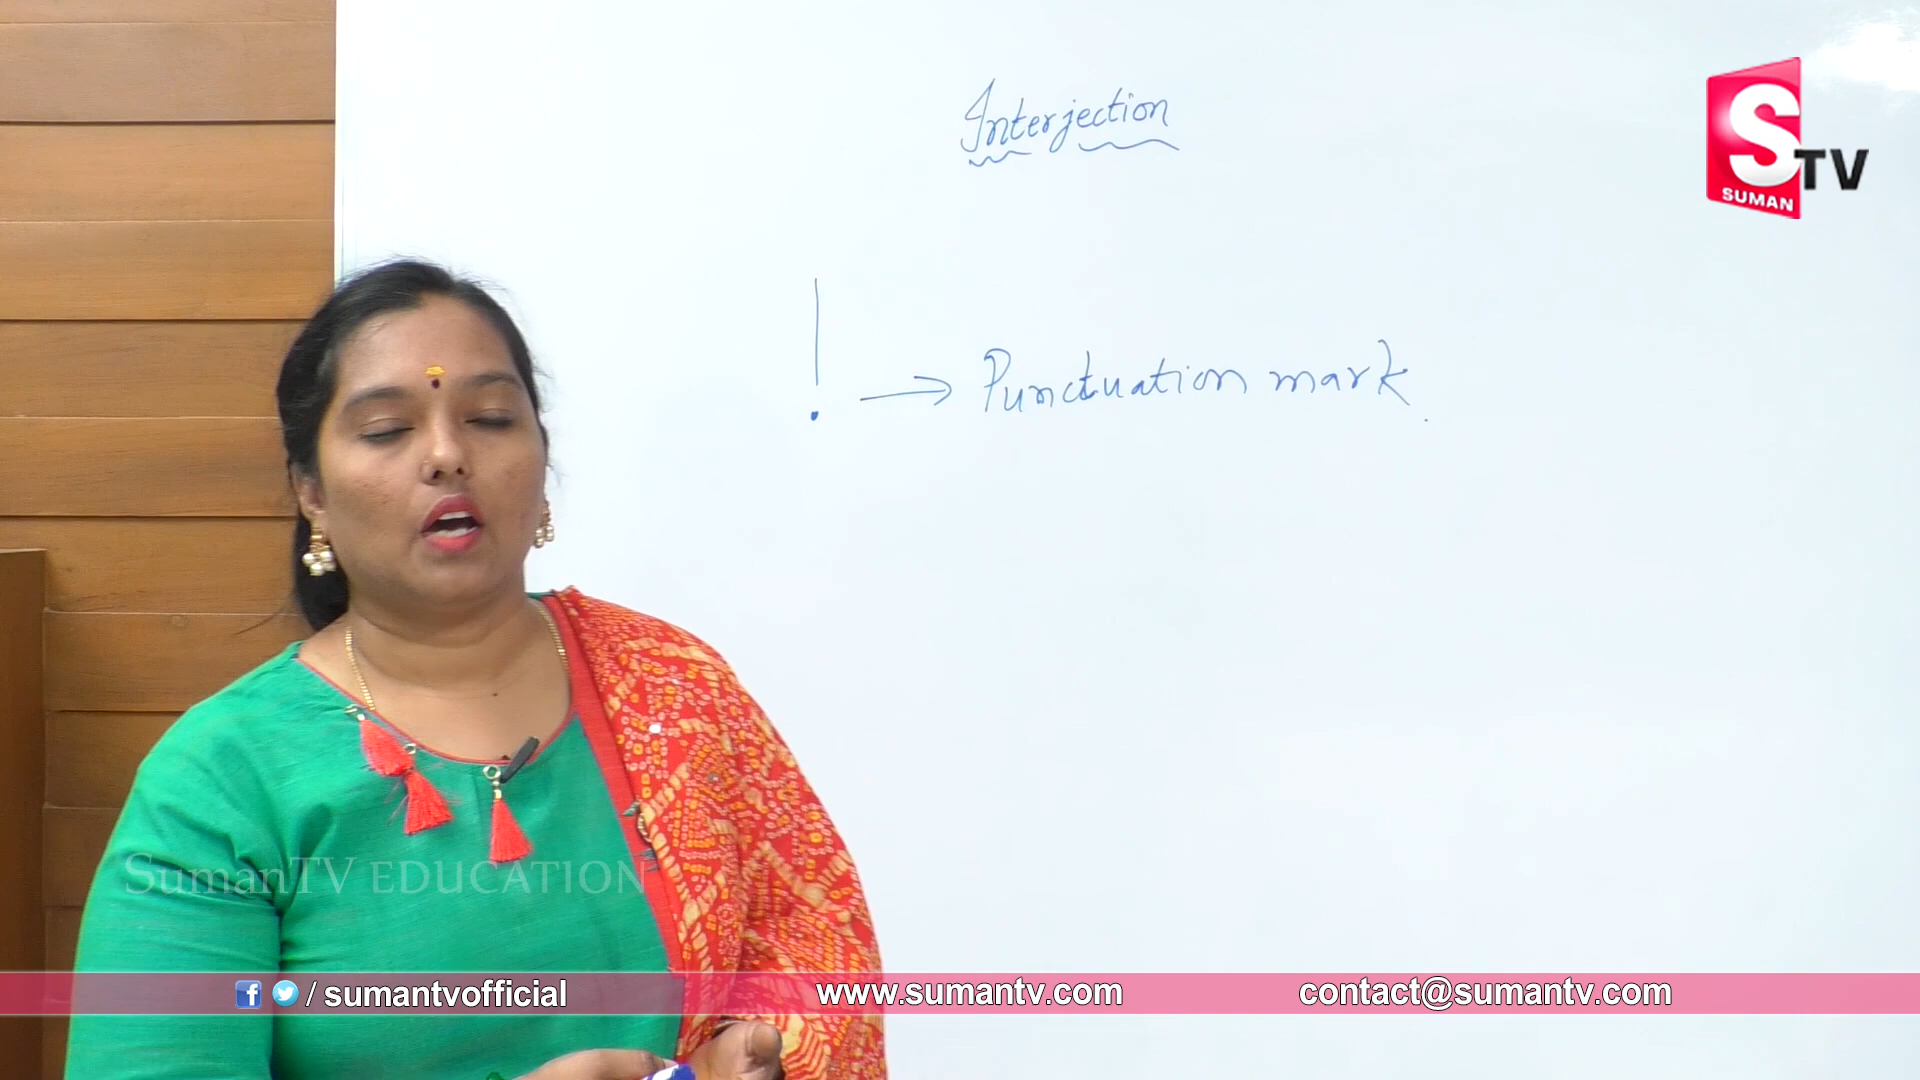 Interjection
S TV
SUMAN
! → Punctuation mark.
SumanTV EDUCATION
f / sumantvofficial
www.sumantv.com
contact@sumantv.com